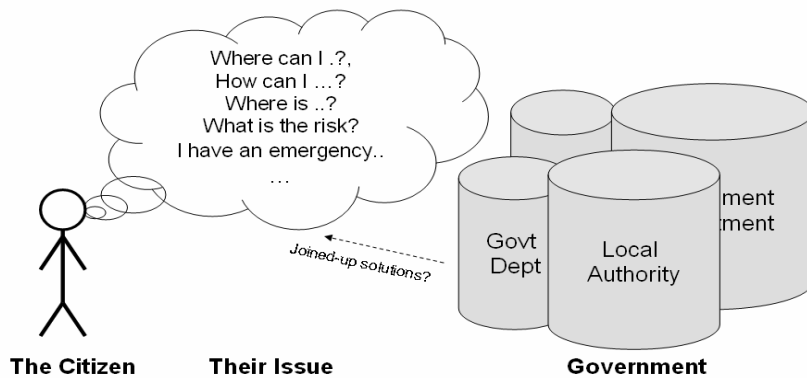 Where can I .?,
How can I ...?
Where is ..?
What is the risk?
I have an emergency..
...
Joined-up solutions?
Govt
Dept
Local
Authority
The Citizen
Their Issue
Government